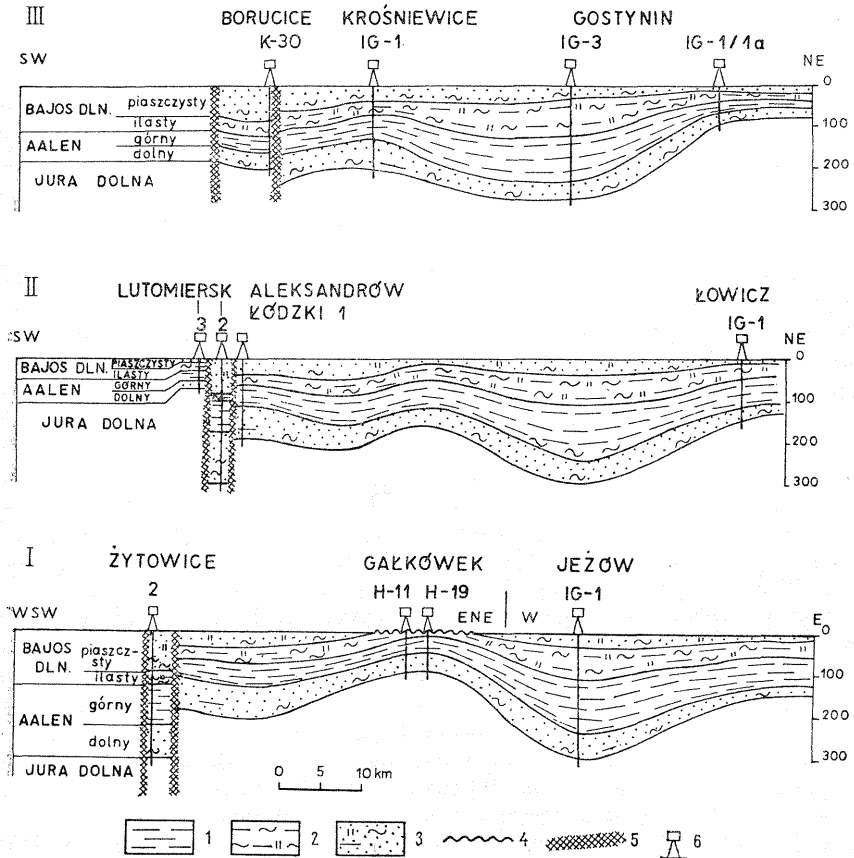 III
BORUCICE KROŚNIEWICE GOSTYNIN
K-30 IG-1 IG-3 IG-1/1a
SW NE
BAJOS DLN. piaszczysty
ilasty
AALEN górny
dolny
JURA DOLNA
0
100
200
300
II
LUTOMIERSK ALEKSANDRÓW ŁOWICZ
3 2 ŁÓDZKI 1 IG-1
SW NE
BAJOS DLN. PIASZCZYSTY
ILASTY
AALEN GÓRNY
DOLNY
JURA DOLNA
0
100
200
300
I
ŻYTOWICE GAŁKÓWEK JEŻÓW
2 H-11 H-19 IG-1
WSW ENE W E
BAJOS DLN. piaszcz-
sty
ilasty
AALEN górny
dolny
JURA DOLNA
0
100
200
300
0 5 10 km
1 2 3 4 5 6